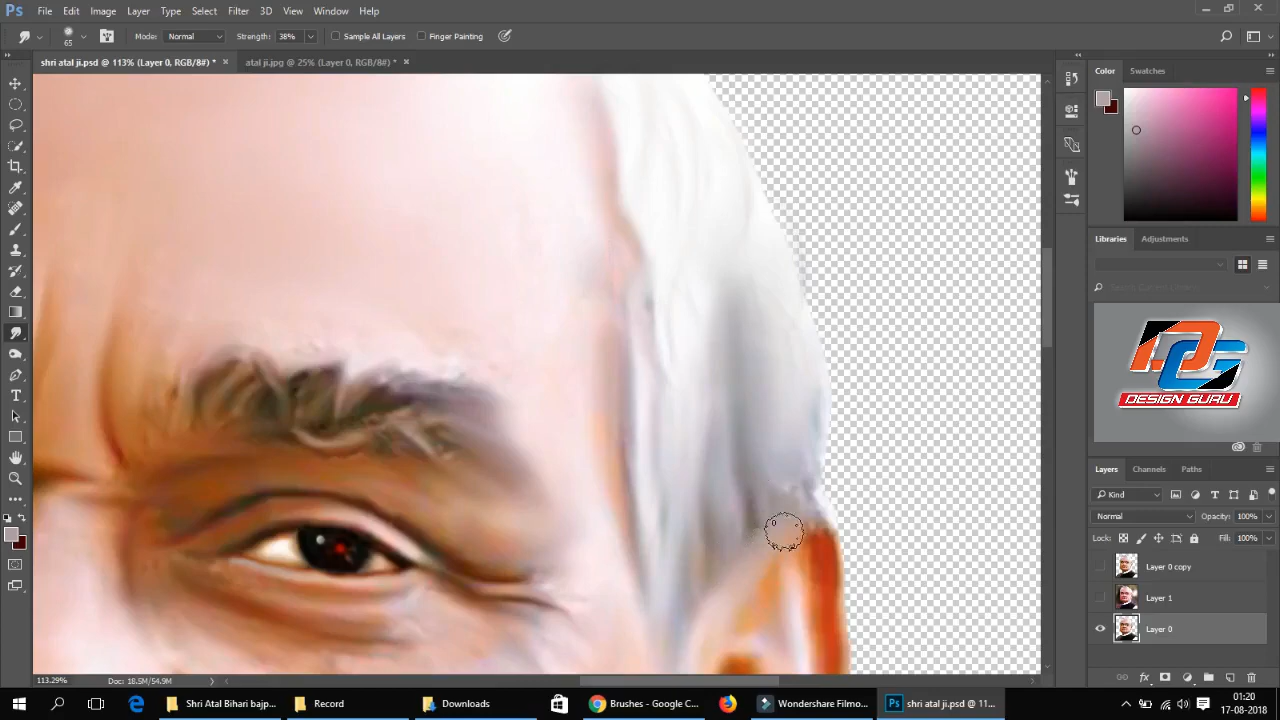 Ps File Edit Image Layer Type Select Filter 3D View Window Help
65 Mode: Normal Strength: 38% Sample All Layers Finger Painting
shri atal ji.psd @ 113% (Layer 0, RGB/8#) * × atal ji.jpg @ 25% (Layer 0, RGB/8#) * ×
Color Swatches
Libraries Adjustments
DESIGN GURU
Layers Channels Paths
Kind
Normal Opacity: 100%
Lock: Fill: 100%
Layer 0 copy
Layer 1
Layer 0
113.29% Doc: 18.5M/54.9M
Shri Atal Bihari bajp... Record Downloads Brushes - Google C... Wondershare Filmo... Ps shri atal ji.psd @ 11... 01:20
17-08-2018